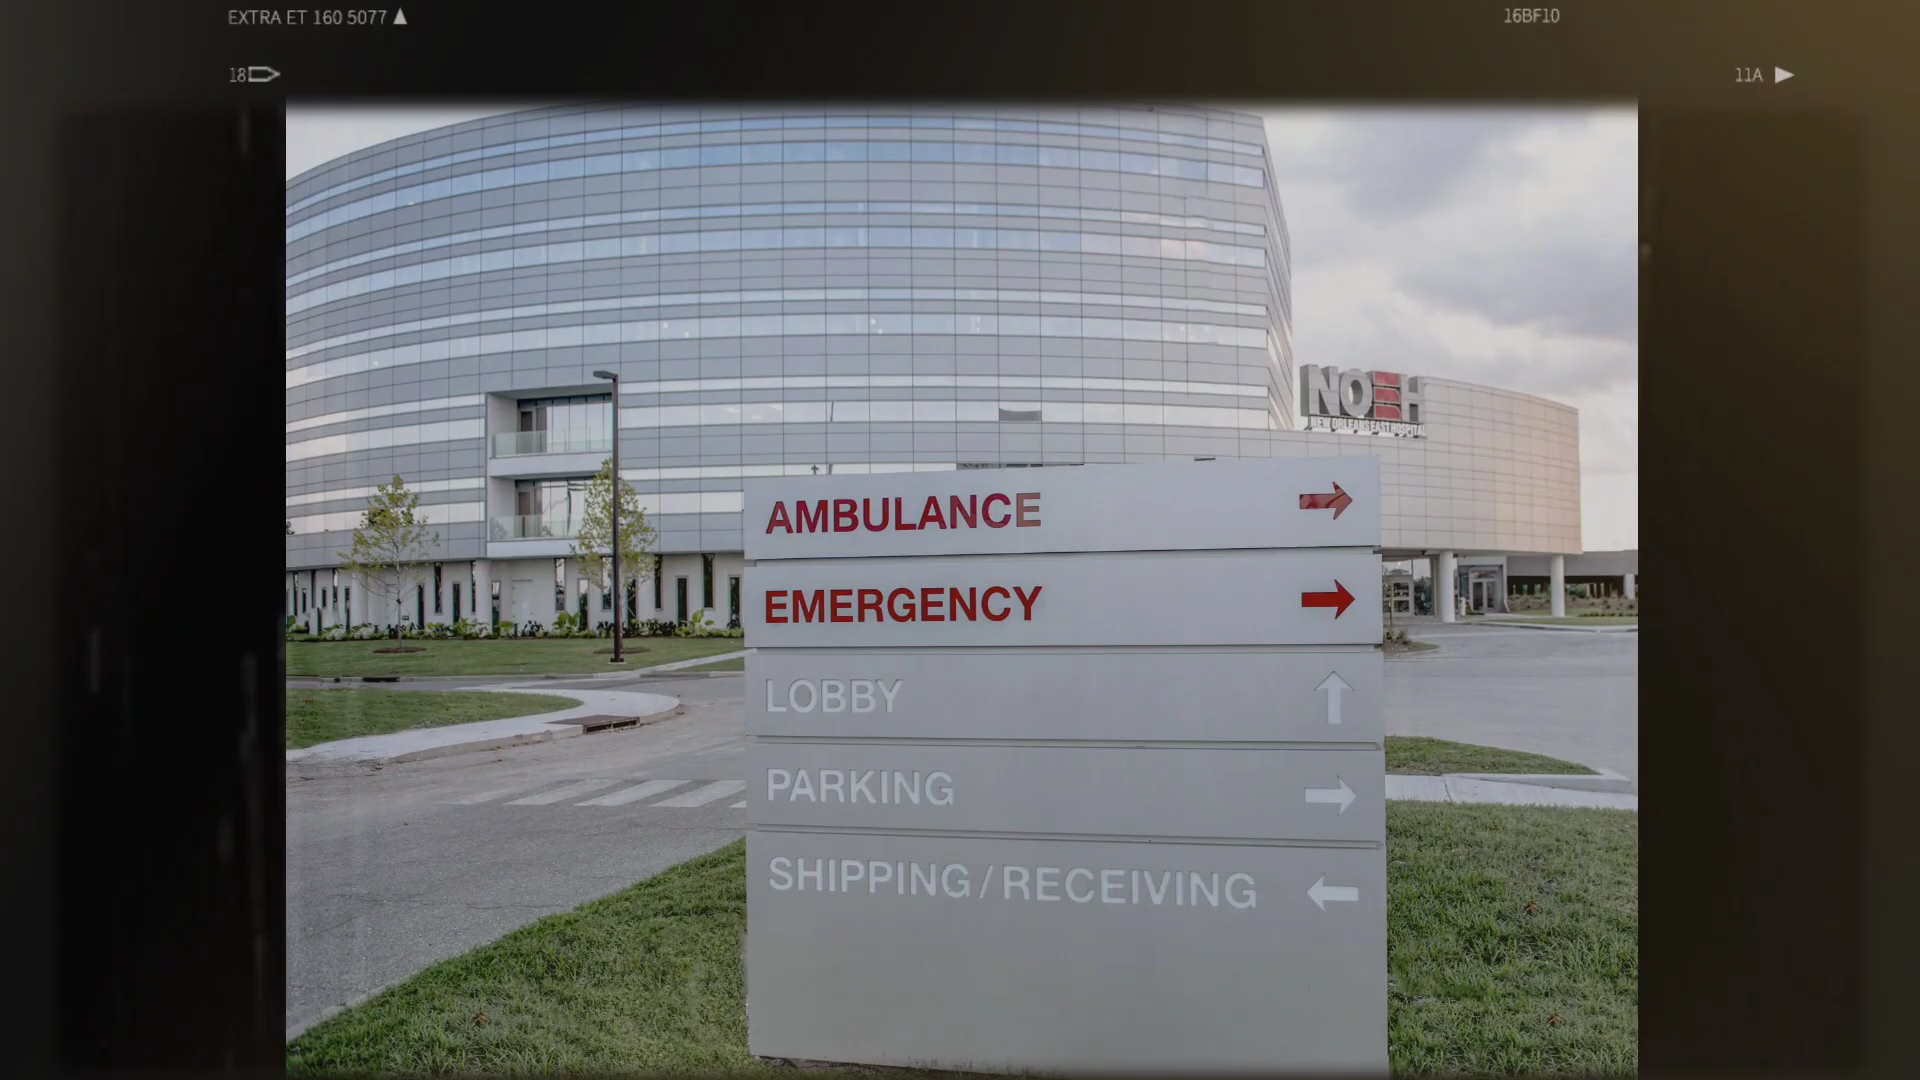 EXTRA ET 160 5077
16BF10
18
11A
NOEH
NEW ORLEANS EAST HOSPITAL
AMBULANCE
EMERGENCY
LOBBY
PARKING
SHIPPING/RECEIVING